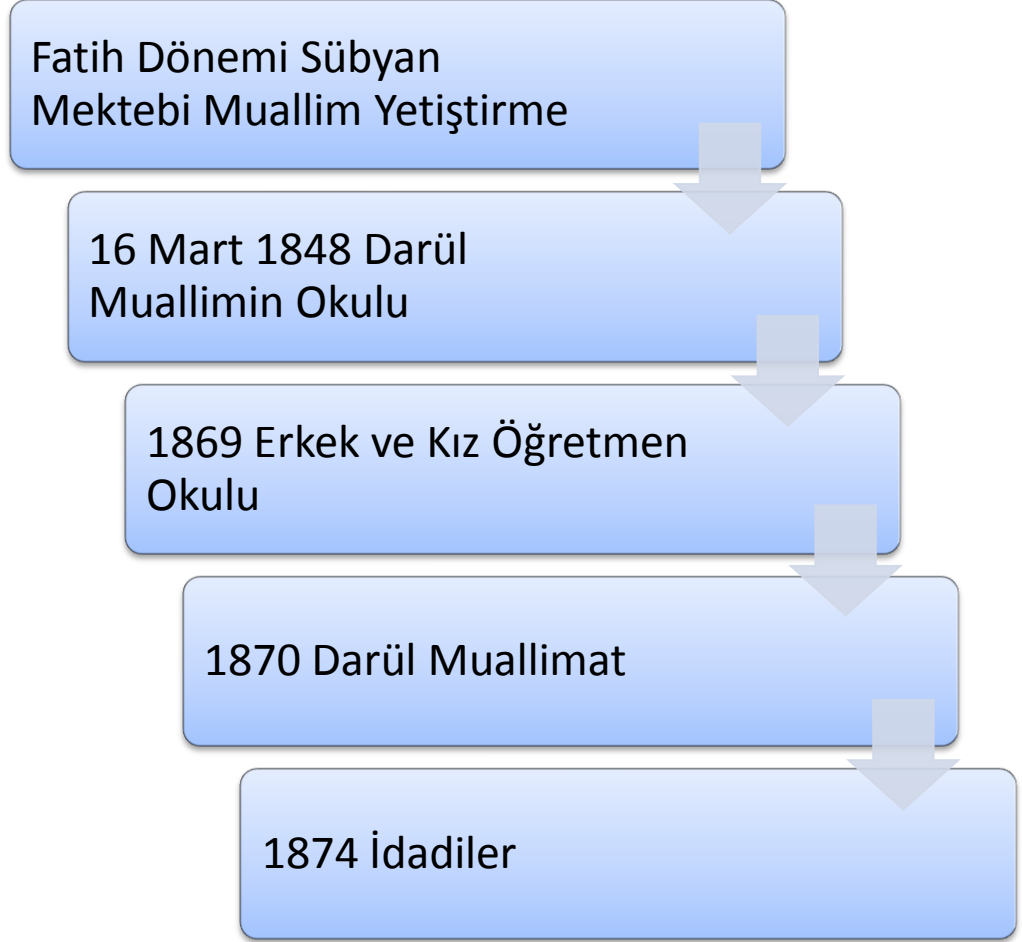 Fatih Dönemi Sübyan
Mektebi Muallim Yetiştirme
16 Mart 1848 Darül
Muallimin Okulu
1869 Erkek ve Kız Öğretmen
Okulu
1870 Darül Muallimat
1874 İdadiler